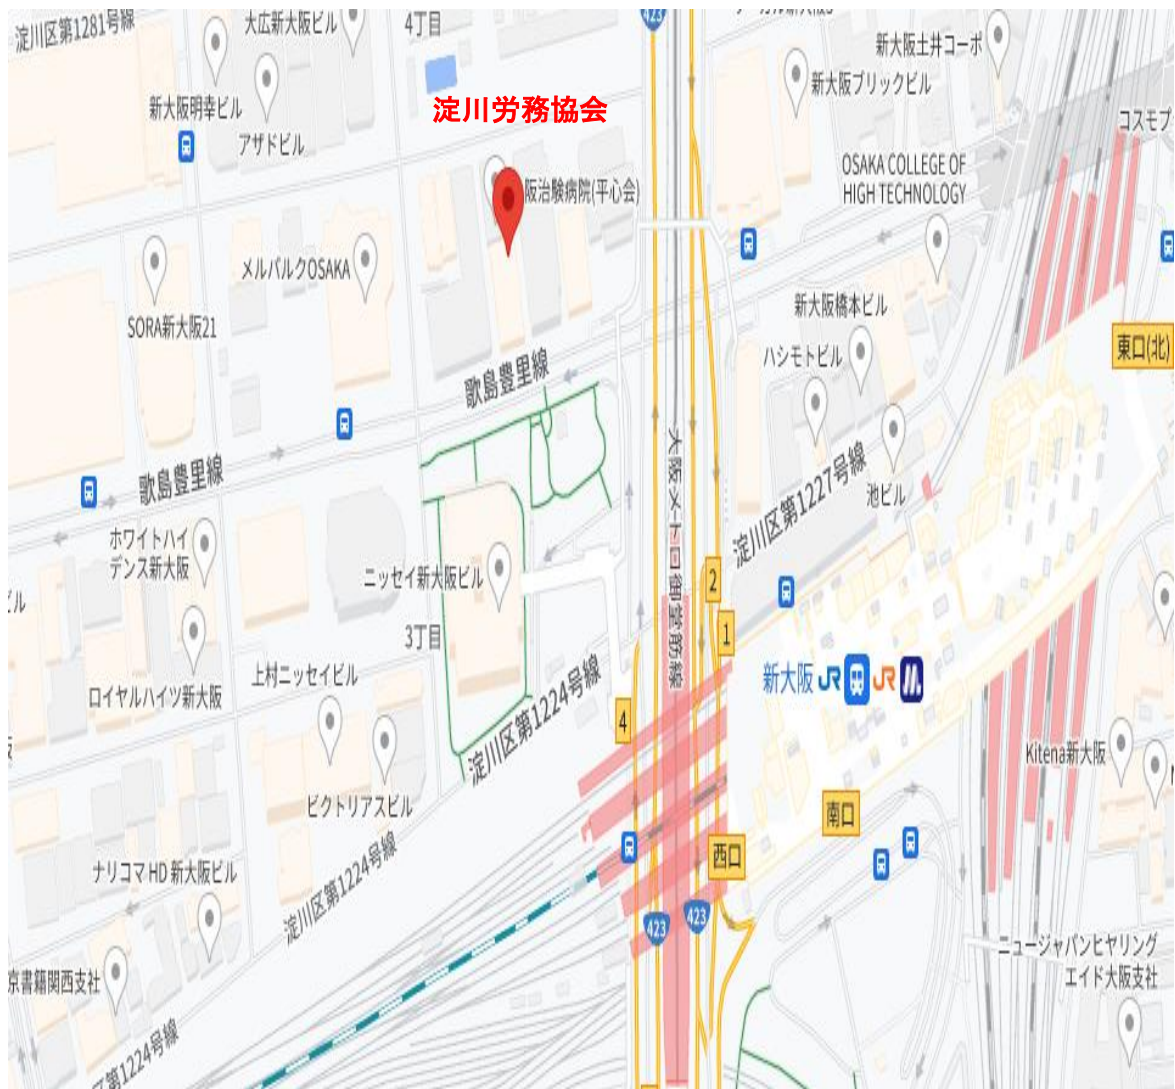 淀川区第1281号線
大広新大阪ビル
4丁目
423
新大阪土井コーポ
新大阪明幸ビル
アザドビル
淀川労務協会
新大阪ブリックビル
コスモプ
OSAKA COLLEGE OF
HIGH TECHNOLOGY
阪治験病院(平心会)
メルパルクOSAKA
SORA新大阪21
新大阪橋本ビル
ハシモトビル
東口(北)
歌島豊里線
歌島豊里線
大阪メトロ御堂筋線
淀川区第1227号線
池ビル
ホワイトハイ
デンス新大阪
ニッセイ新大阪ビル
ビル
2
1
3丁目
新大阪
JR
JR
上村ニッセイビル
ロイヤルハイツ新大阪
淀川区第1224号線
4
Kitena新大阪
ビクトリアスビル
南口
西口
ナリコマ HD 新大阪ビル
淀川区第1224号線
423
423
京書籍関西支社
ニュージャパンヒヤリング
エイド大阪支社
区第1224号線